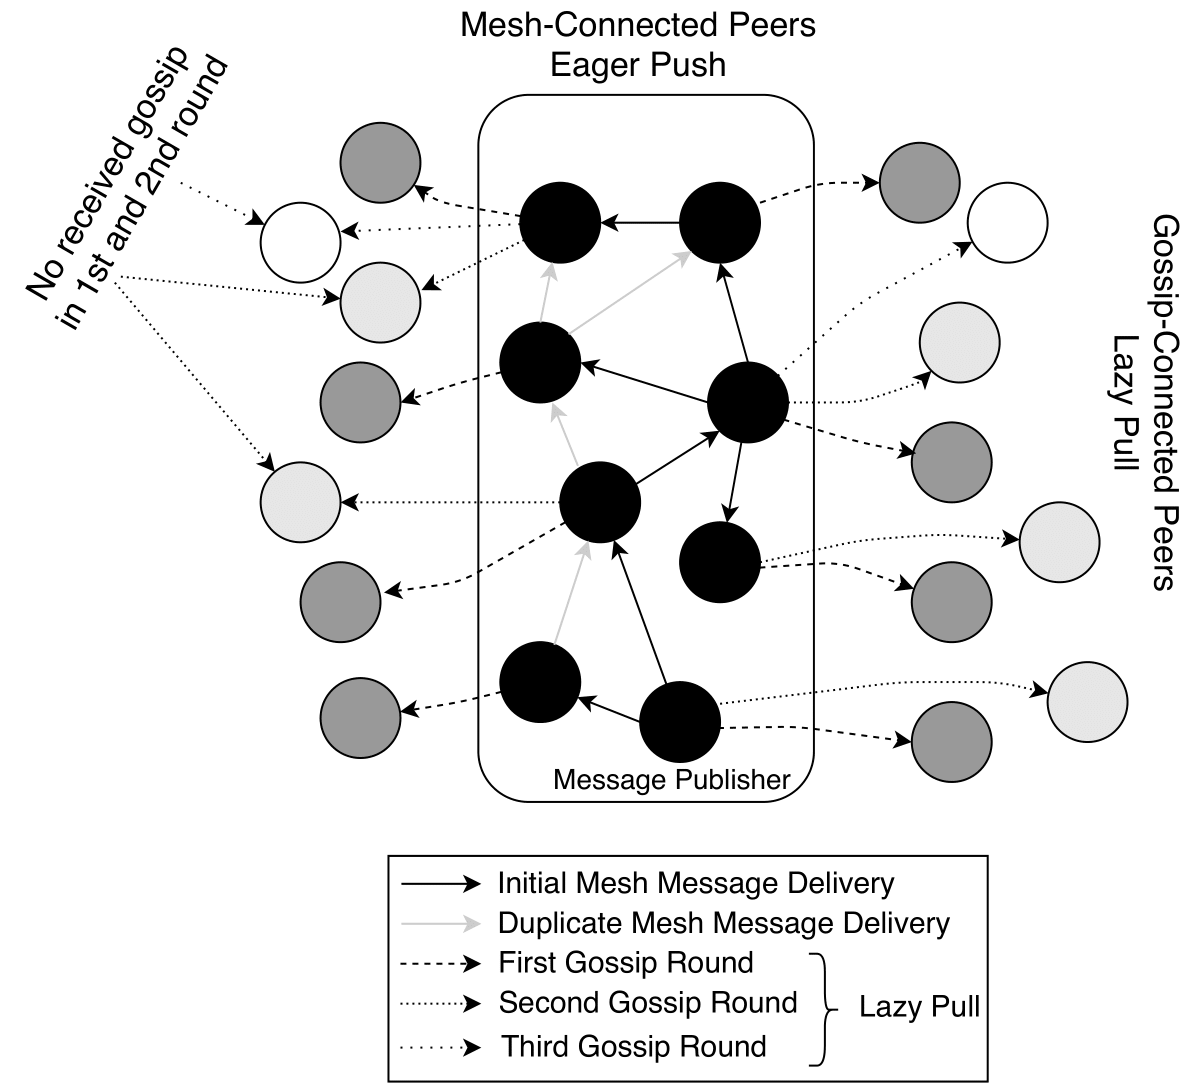 Mesh-Connected Peers
Eager Push
No received gossip
in 1st and 2nd round
Gossip-Connected Peers
Lazy Pull
Message Publisher
Initial Mesh Message Delivery
Duplicate Mesh Message Delivery
First Gossip Round
Second Gossip Round
Lazy Pull
Third Gossip Round